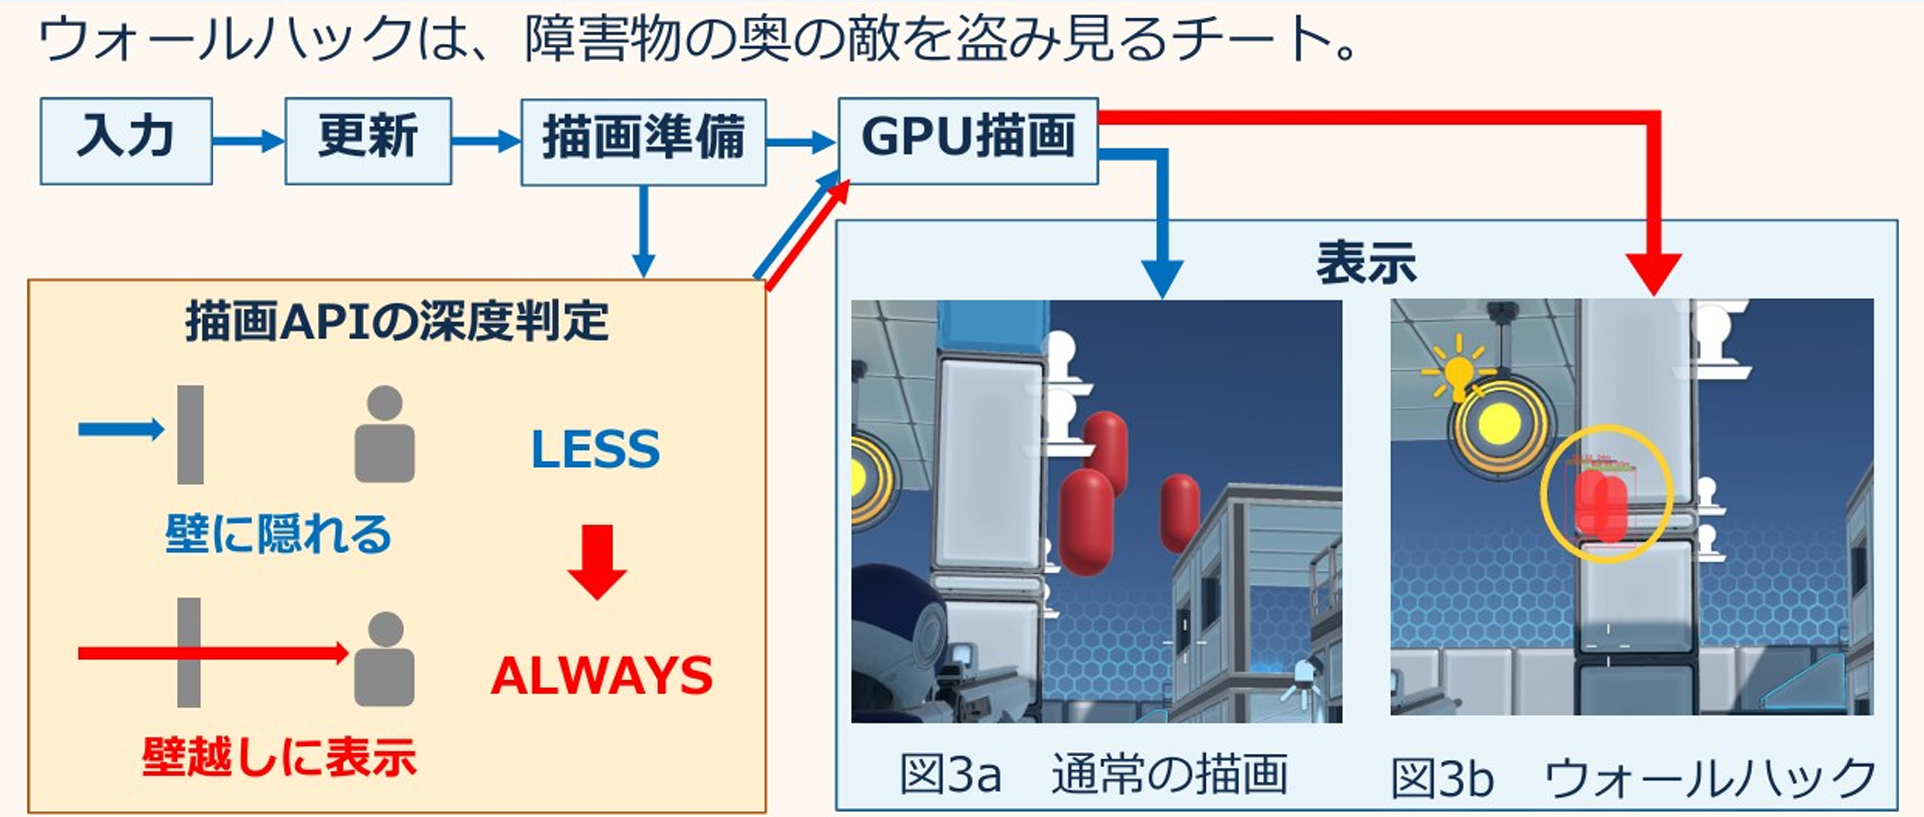 ウォールハックは、障害物の奥の敵を盗み見るチート。
入力
更新
描画準備
GPU描画
描画APIの深度判定
LESS
壁に隠れる
ALWAYS
壁越しに表示
表示
図3a　通常の描画
図3b　ウォールハック